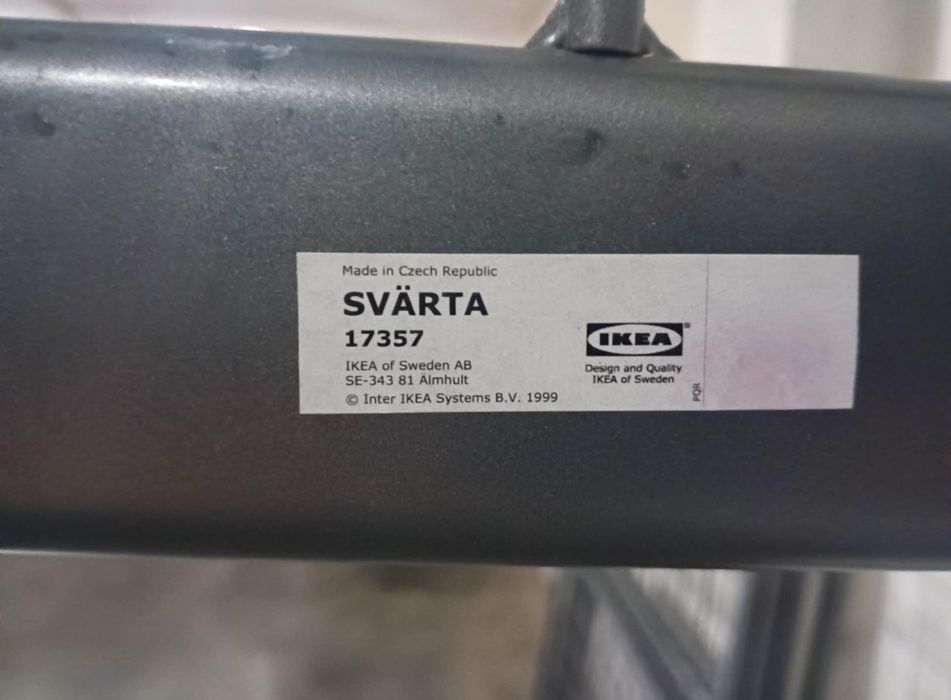 Made in Czech Republic
SVÄRTA
17357
IKEA of Sweden AB
SE-343 81 Älmhult
© Inter IKEA Systems B.V. 1999
IKEA®
Design and Quality
IKEA of Sweden
PQR